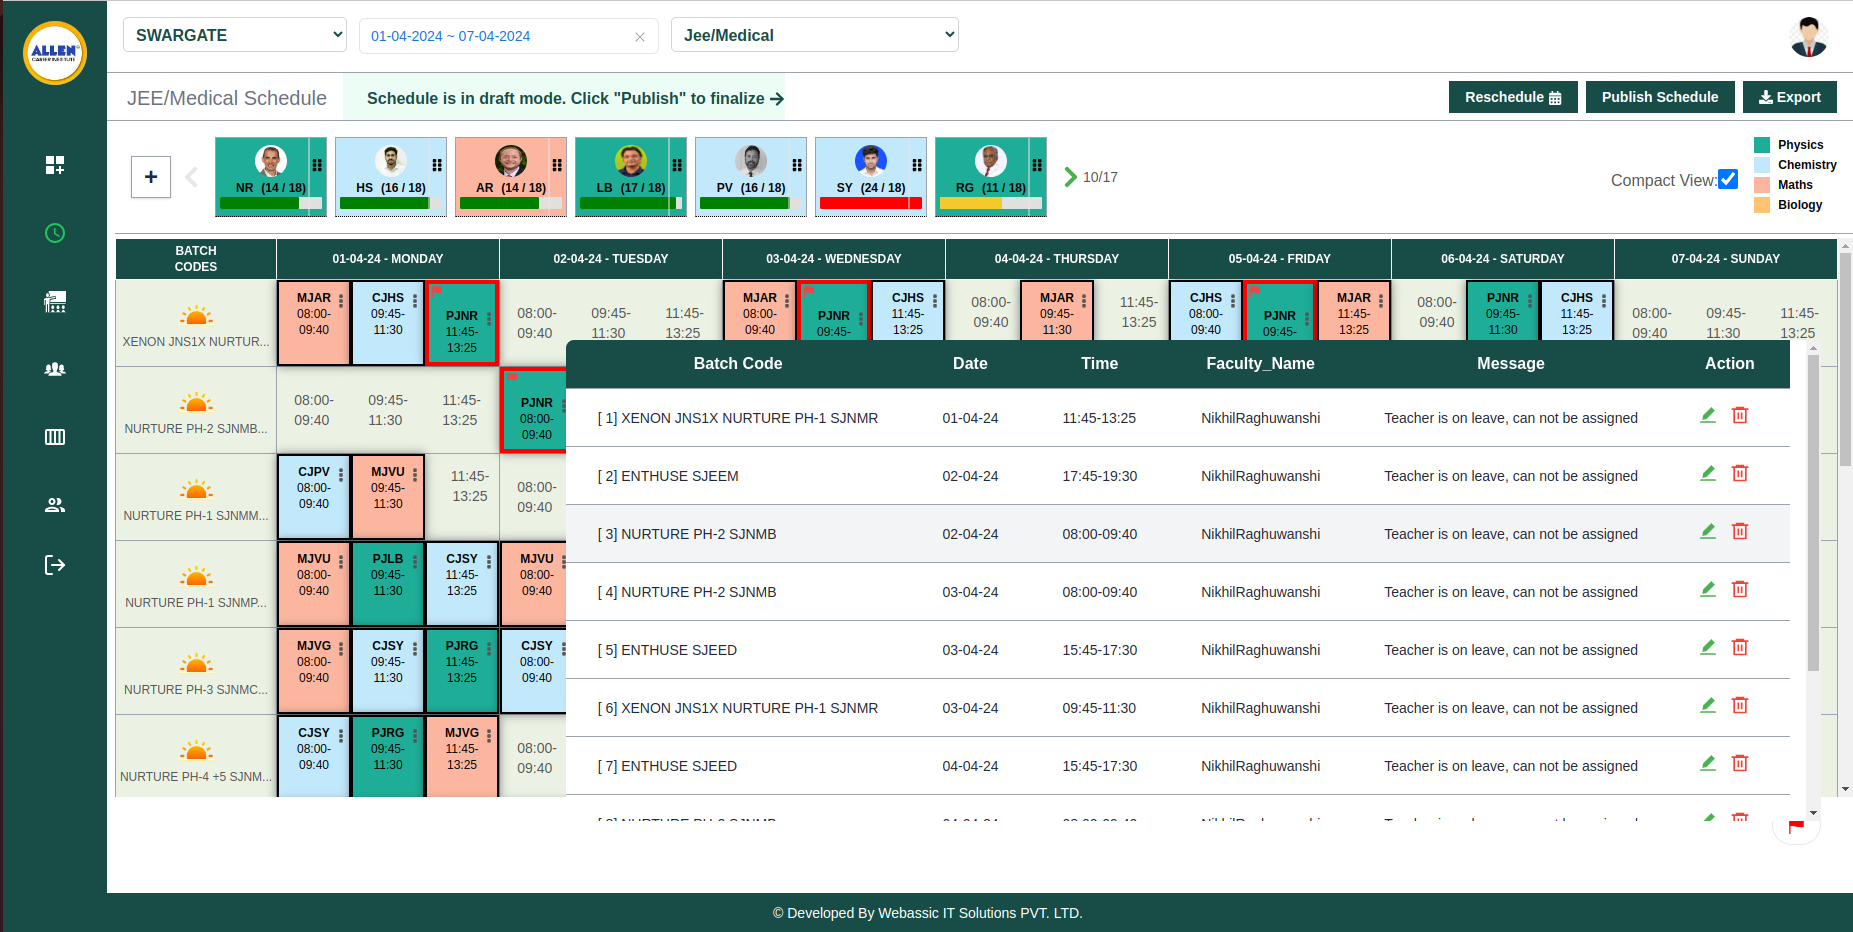 ALLEN
CAREER INSTITUTE
SWARGATE
01-04-2024 ~ 07-04-2024
Jee/Medical
JEE/Medical Schedule
Schedule is in draft mode. Click "Publish" to finalize
Reschedule
Publish Schedule
Export
+
NR (14 / 18)
HS (16 / 18)
AR (14 / 18)
LB (17 / 18)
PV (16 / 18)
SY (24 / 18)
RG (11 / 18)
10/17
Compact View:
Physics
Chemistry
Maths
Biology
BATCH
CODES
01-04-24 - MONDAY
02-04-24 - TUESDAY
03-04-24 - WEDNESDAY
04-04-24 - THURSDAY
05-04-24 - FRIDAY
06-04-24 - SATURDAY
07-04-24 - SUNDAY
XENON JNS1X NURTUR...
MJAR
08:00-
09:40
CJHS
09:45-
11:30
PJNR
11:45-
13:25
08:00-
09:40
09:45-
11:30
11:45-
13:25
MJAR
08:00-
09:40
PJNR
09:45-
CJHS
11:45-
13:25
08:00-
09:40
MJAR
09:45-
11:30
11:45-
13:25
CJHS
08:00-
09:40
PJNR
09:45-
MJAR
11:45-
13:25
08:00-
09:40
PJNR
09:45-
11:30
CJHS
11:45-
13:25
08:00-
09:40
09:45-
11:30
11:45-
13:25
NURTURE PH-2 SJNMB...
08:00-
09:40
09:45-
11:30
11:45-
13:25
PJNR
08:00-
09:40
NURTURE PH-1 SJNMM...
CJPV
08:00-
09:40
MJVU
09:45-
11:30
11:45-
13:25
08:00-
09:40
NURTURE PH-1 SJNMP...
MJVU
08:00-
09:40
PJLB
09:45-
11:30
CJSY
11:45-
13:25
MJVU
08:00-
09:40
NURTURE PH-3 SJNMC...
MJVG
08:00-
09:40
CJSY
09:45-
11:30
PJRG
11:45-
13:25
CJSY
08:00-
09:40
NURTURE PH-4 +5 SJNM...
CJSY
08:00-
09:40
PJRG
09:45-
11:30
MJVG
11:45-
13:25
08:00-
09:40
Batch Code Date Time Faculty_Name Message Action
[ 1] XENON JNS1X NURTURE PH-1 SJNMR 01-04-24 11:45-13:25 NikhilRaghuwanshi Teacher is on leave, can not be assigned
[ 2] ENTHUSE SJEEM 02-04-24 17:45-19:30 NikhilRaghuwanshi Teacher is on leave, can not be assigned
[ 3] NURTURE PH-2 SJNMB 02-04-24 08:00-09:40 NikhilRaghuwanshi Teacher is on leave, can not be assigned
[ 4] NURTURE PH-2 SJNMB 03-04-24 08:00-09:40 NikhilRaghuwanshi Teacher is on leave, can not be assigned
[ 5] ENTHUSE SJEED 03-04-24 15:45-17:30 NikhilRaghuwanshi Teacher is on leave, can not be assigned
[ 6] XENON JNS1X NURTURE PH-1 SJNMR 03-04-24 09:45-11:30 NikhilRaghuwanshi Teacher is on leave, can not be assigned
[ 7] ENTHUSE SJEED 04-04-24 15:45-17:30 NikhilRaghuwanshi Teacher is on leave, can not be assigned
© Developed By Webassic IT Solutions PVT. LTD.